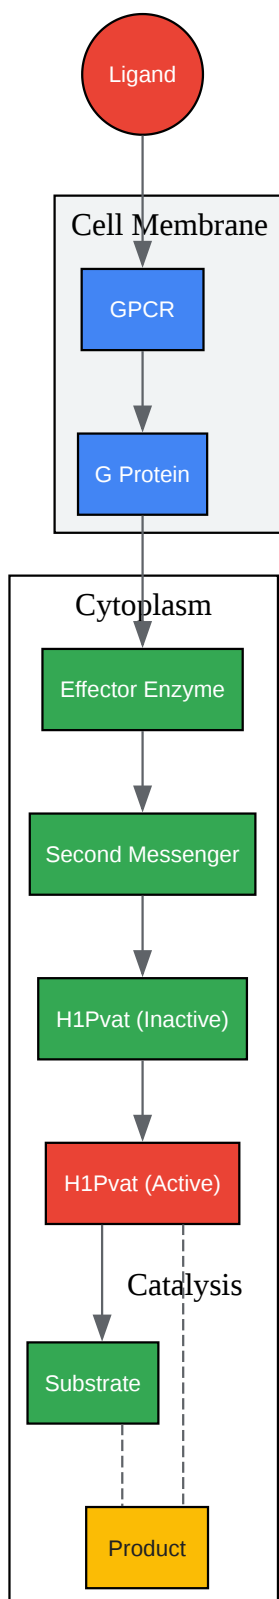 Ligand
Cell Membrane
GPCR
G Protein
Cytoplasm
Effector Enzyme
Second Messenger
H1Pvat (Inactive)
H1Pvat (Active)
Catalysis
Substrate
Product